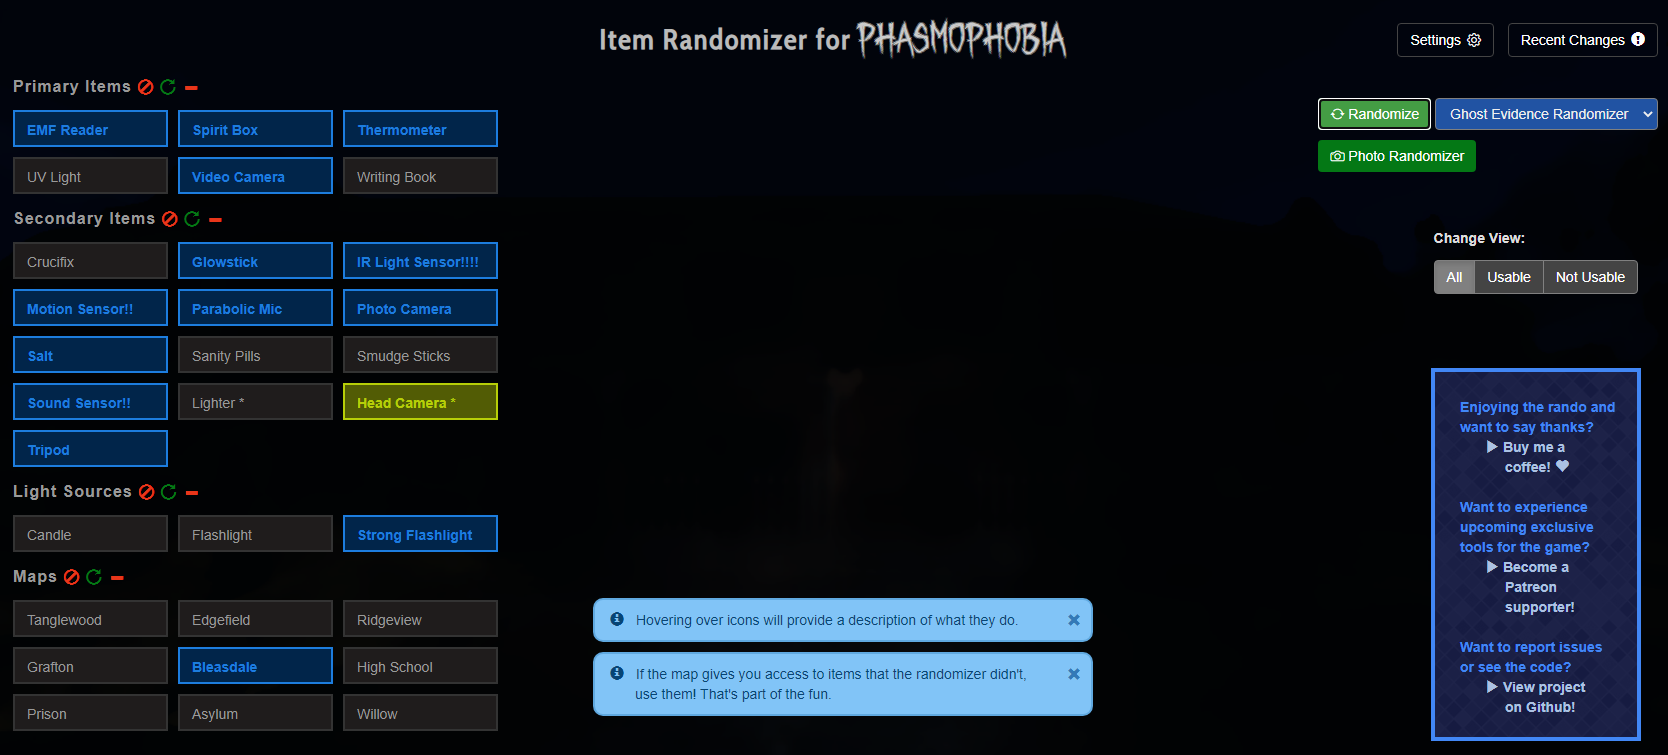 Item Randomizer for PHASMOPHOBIA
Settings
Recent Changes
Primary Items
EMF Reader
Spirit Box
Thermometer
UV Light
Video Camera
Writing Book
Secondary Items
Crucifix
Glowstick
IR Light Sensor!!!!
Motion Sensor!!
Parabolic Mic
Photo Camera
Salt
Sanity Pills
Smudge Sticks
Sound Sensor!!
Lighter *
Head Camera *
Tripod
Light Sources
Candle
Flashlight
Strong Flashlight
Maps
Tanglewood
Edgefield
Ridgeview
Grafton
Bleasdale
High School
Prison
Asylum
Willow
Hovering over icons will provide a description of what they do.
If the map gives you access to items that the randomizer didn't,
use them! That's part of the fun.
Randomize
Ghost Evidence Randomizer
Photo Randomizer
Change View:
All
Usable
Not Usable
Enjoying the rando and
want to say thanks?
Buy me a
coffee!
Want to experience
upcoming exclusive
tools for the game?
Become a
Patreon
supporter!
Want to report issues
or see the code?
View project
on Github!